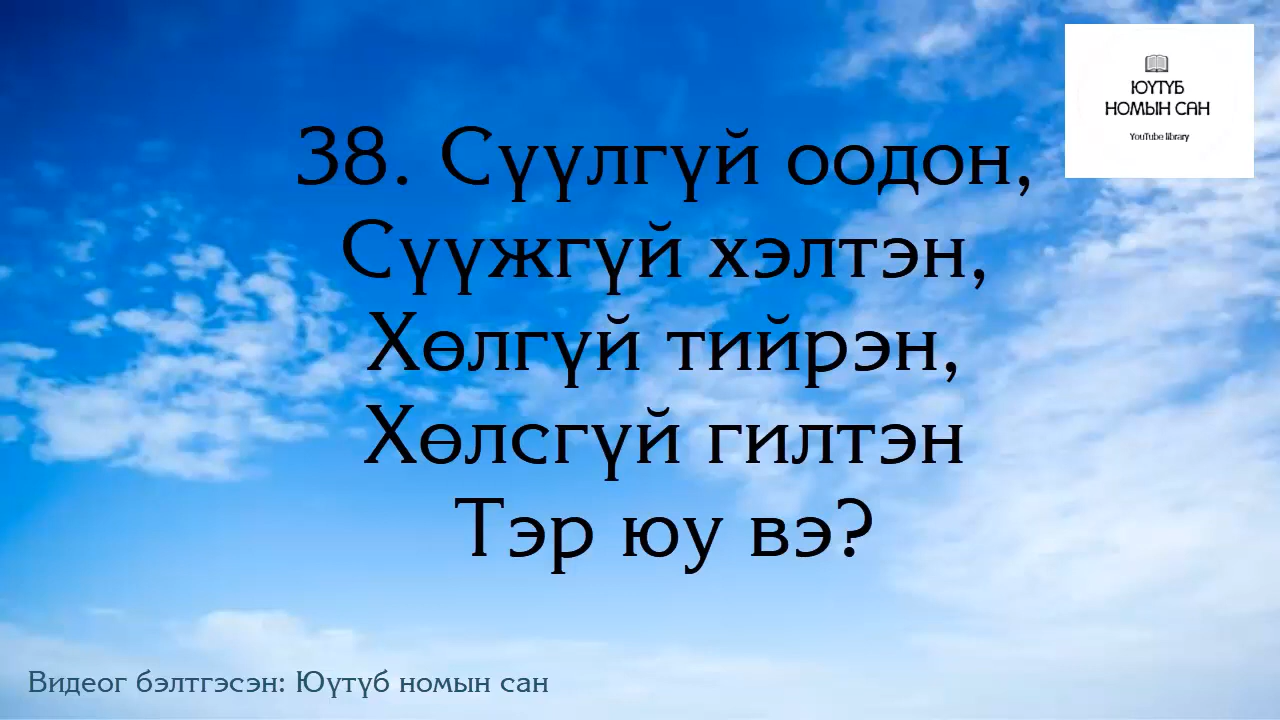 ЮҮТҮБ
НОМЫН САН
YouTube library
38. Сүүлгүй оодон,
Сүүжгүй хэлтэн,
Хөлгүй тийрэн,
Хөлсгүй гилтэн
Тэр юу вэ?
Видеог бэлтгэсэн: Юүтүб номын сан